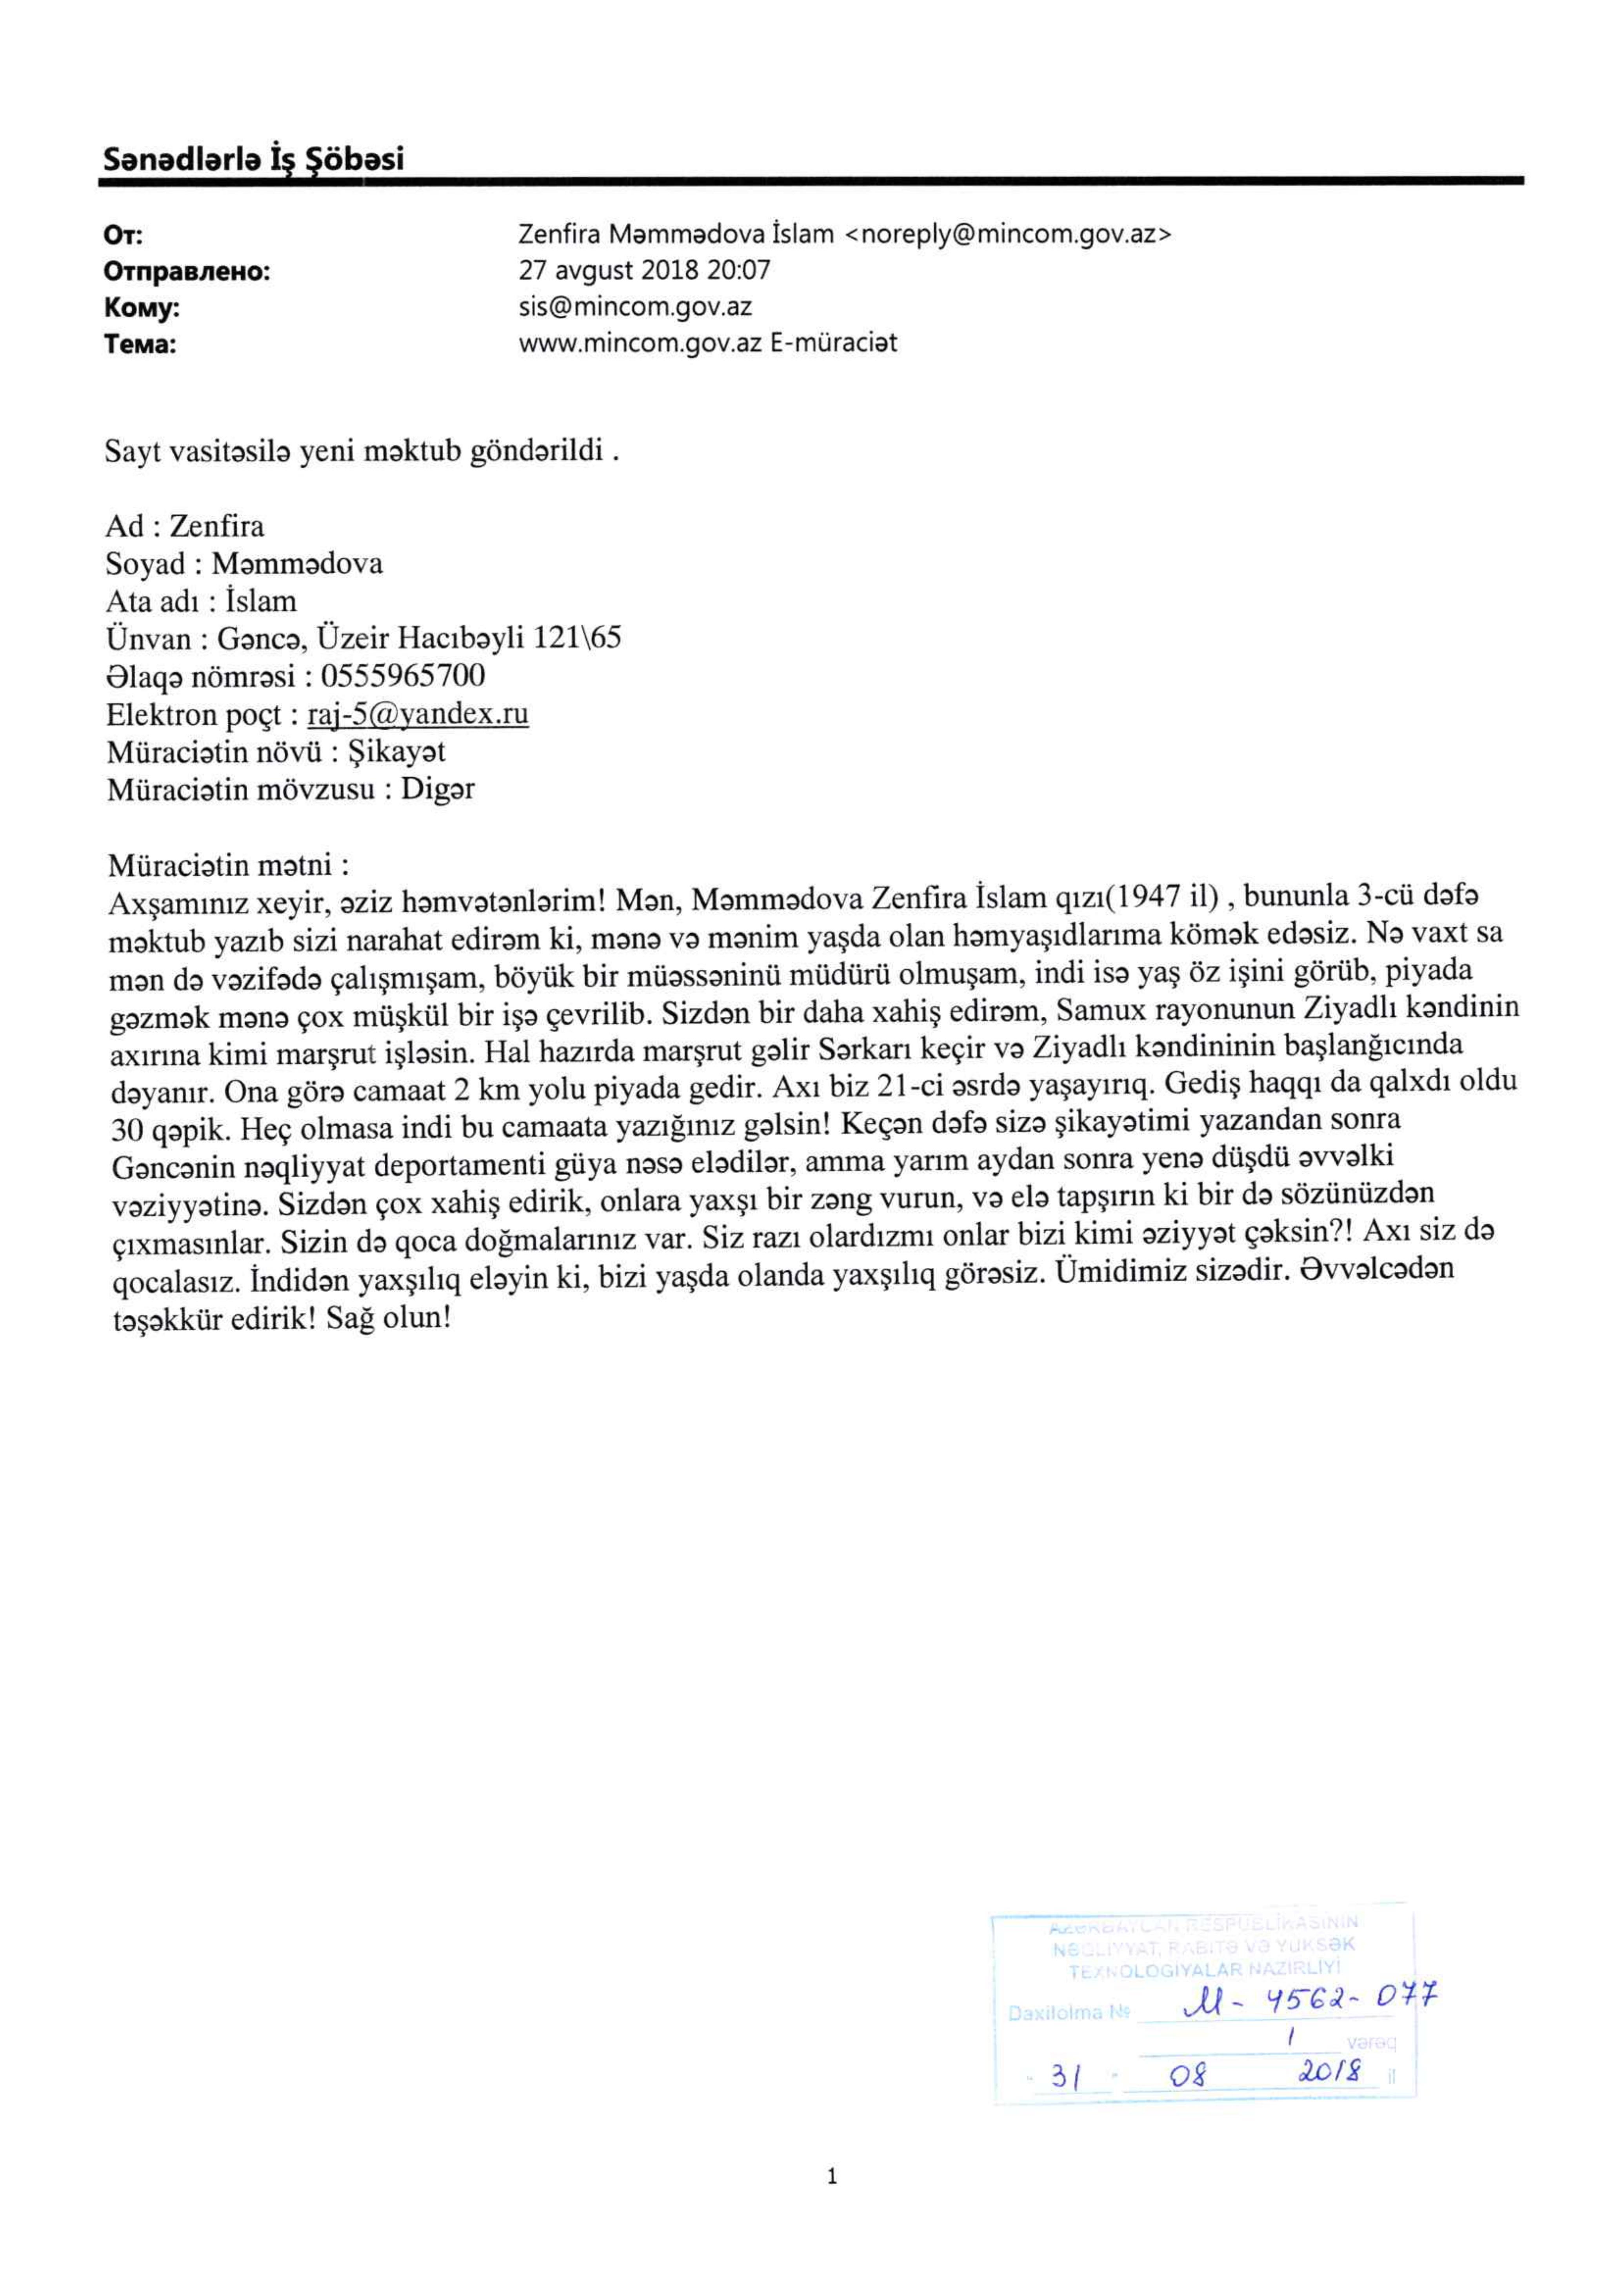 Sənədlərlə İş Şöbəsi
От: Zenfira Məmmədova İslam <noreply@mincom.gov.az>
Отправлено: 27 avgust 2018 20:07
Кому: sis@mincom.gov.az
Тема: www.mincom.gov.az E-müraciət
Sayt vasitəsilə yeni məktub göndərildi .
Ad : Zenfira
Soyad : Məmmədova
Ata adı : İslam
Ünvan : Gəncə, Üzeir Hacıbəyli 121\65
Əlaqə nömrəsi : 0555965700
Elektron poçt : raj-5@yandex.ru
Müraciətin növü : Şikayət
Müraciətin mövzusu : Digər
Müraciətin mətni :
Axşamınız xeyir, əziz həmvətənlərim! Mən, Məmmədova Zenfira İslam qızı(1947 il) , bununla 3-cü dəfə
məktub yazıb sizi narahat edirəm ki, mənə və mənim yaşda olan həmyaşıdlarıma kömək edəsiz. Nə vaxt sa
mən də vəzifədə çalışmışam, böyük bir müəssəninü müdürü olmuşam, indi isə yaş öz işini görüb, piyada
gəzmək mənə çox müşkül bir işə çevrilib. Sizdən bir daha xahiş edirəm, Samux rayonunun Ziyadlı kəndinin
axırına kimi marşrut işləsin. Hal hazırda marşrut gəlir Sərkarı keçir və Ziyadlı kəndininin başlanğıcında
dəyanır. Ona görə camaat 2 km yolu piyada gedir. Axı biz 21-ci əsrdə yaşayırıq. Gediş haqqı da qalxdı oldu
30 qəpik. Heç olmasa indi bu camaata yazığınız gəlsin! Keçən dəfə sizə şikayətimi yazandan sonra
Gəncənin nəqliyyat deportamenti güya nəsə elədilər, amma yarım aydan sonra yenə düşdü əvvəlki
vəziyyətinə. Sizdən çox xahiş edirik, onlara yaxşı bir zəng vurun, və elə tapşırın ki bir də sözünüzdən
çıxmasınlar. Sizin də qoca doğmalarınız var. Siz razı olardızmı onlar bizi kimi əziyyət çəksin?! Axı siz də
qocalasız. İndidən yaxşılıq eləyin ki, bizi yaşda olanda yaxşılıq görəsiz. Ümidimiz sizədir. Əvvəlcədən
təşəkkür edirik! Sağ olun!
AZƏRBAYCAN RESPUBLİKASININ
NƏQLİYYAT, RABİTƏ VƏ YÜKSƏK
TEXNOLOGİYALAR NAZİRLİYİ
Daxilolma № M- 4562- 077
1 vərəq
" 31 " 08 2018 il
1